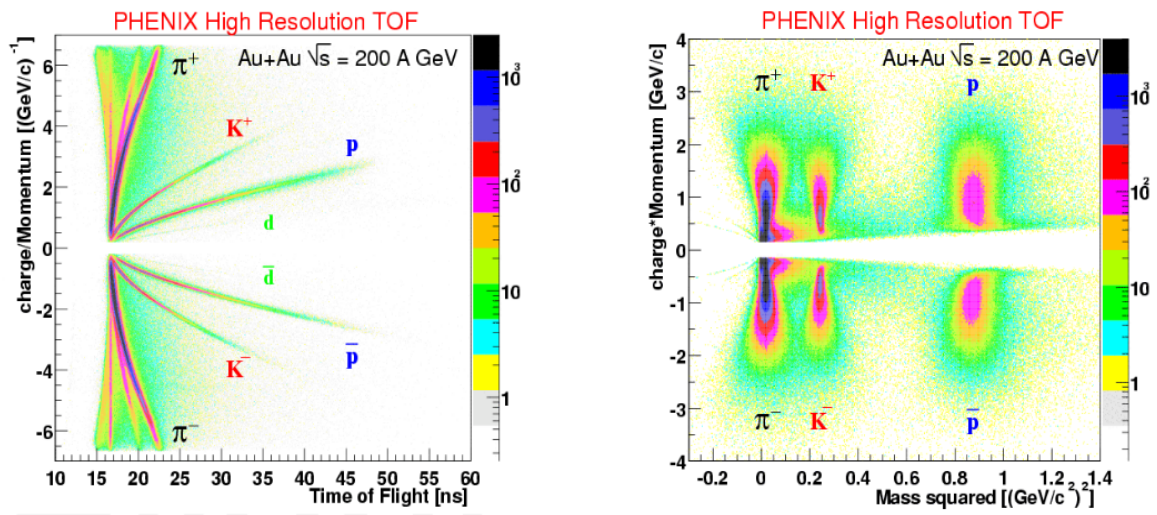 PHENIX High Resolution TOF
Au+Au √s = 200 A GeV
charge/Momentum [(GeV/c)⁻¹]
6
4
2
0
-2
-4
-6
π⁺
K⁺
p
d
d̅
p̅
K⁻
π⁻
10 15 20 25 30 35 40 45 50 55 60
Time of Flight [ns]
10³
10²
10
1
PHENIX High Resolution TOF
Au+Au √s = 200 A GeV
charge*Momentum [GeV/c]
4
3
2
1
0
-1
-2
-3
-4
π⁺ K⁺ p
π⁻ K⁻ p̅
-0.2 0 0.2 0.4 0.6 0.8 1 1.2 1.4
Mass squared [(GeV/c²)²]
10³
10²
10
1